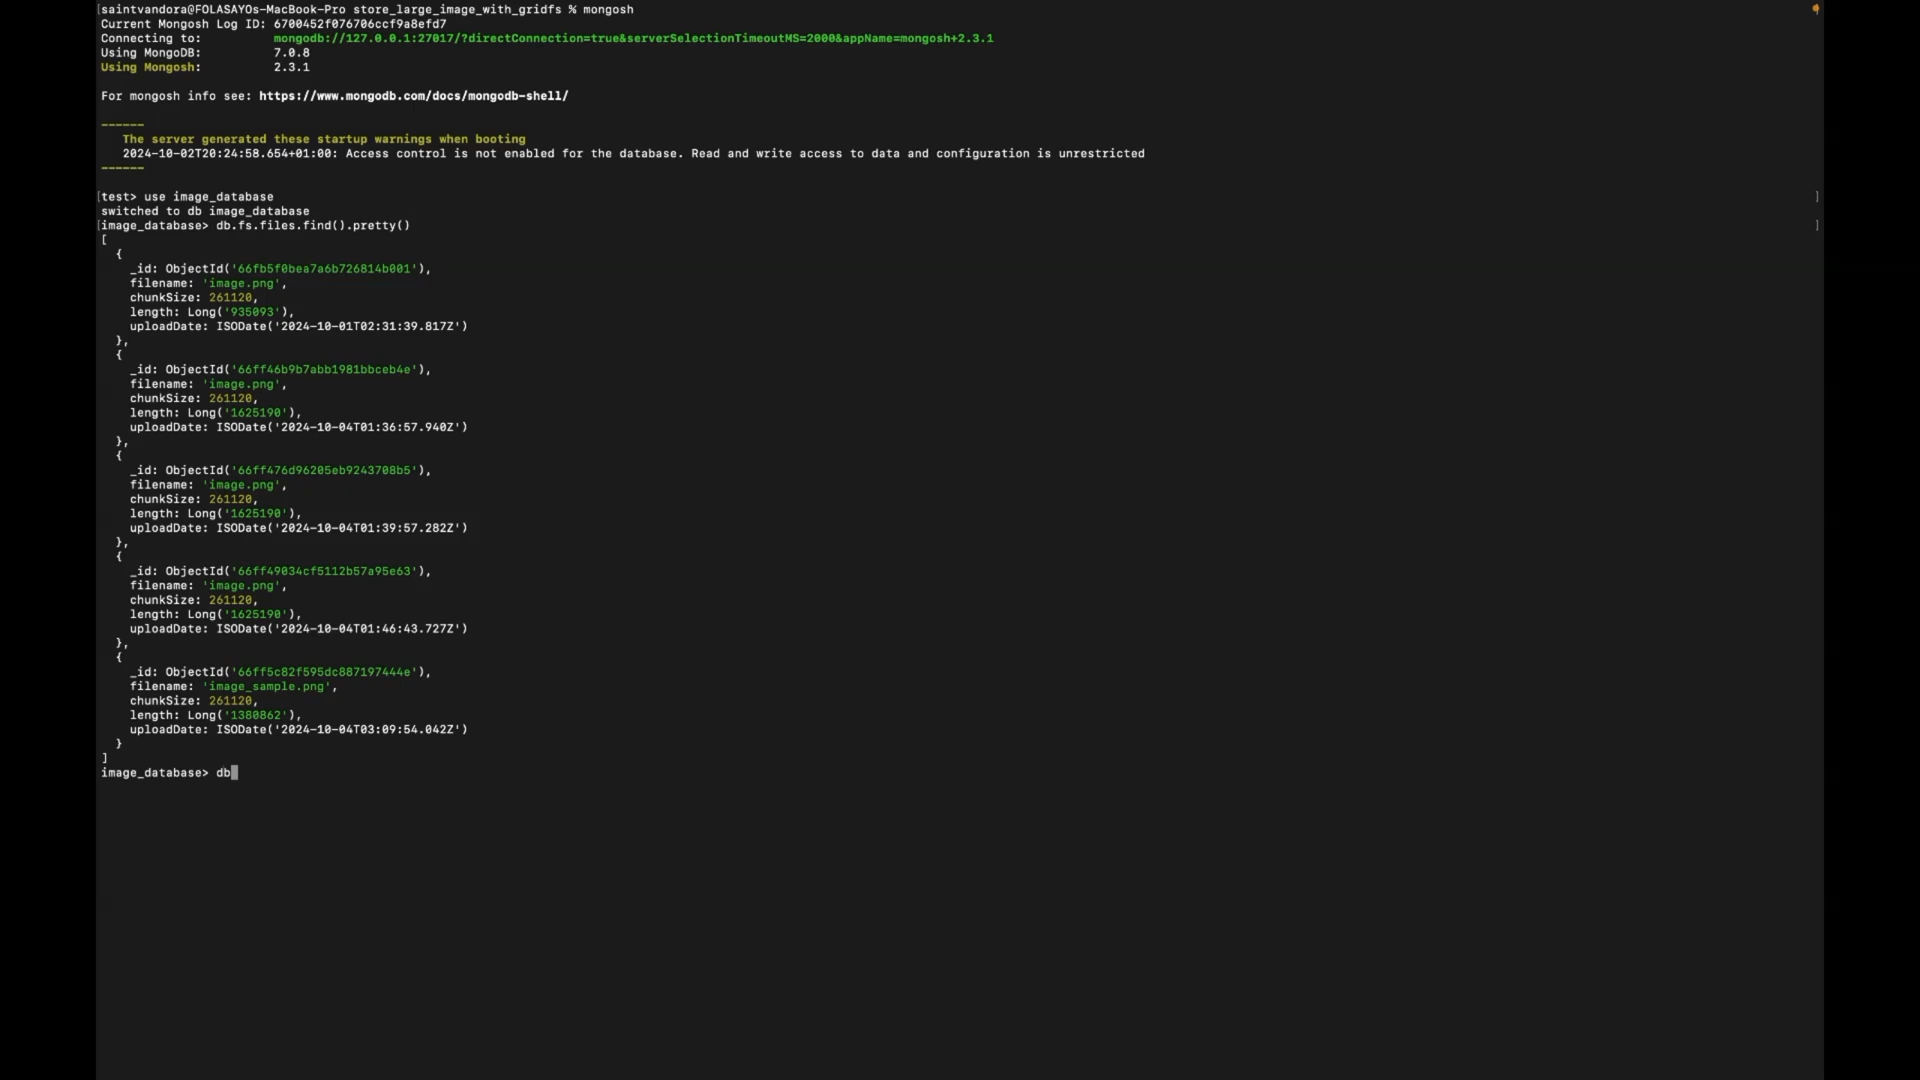 [saintvandora@FOLASAYOs-MacBook-Pro store_large_image_with_gridfs % mongosh
Current Mongosh Log ID: 6700452f076706ccf9a8efd7
Connecting to: mongodb://127.0.0.1:27017/?directConnection=true&serverSelectionTimeoutMS=2000&appName=mongosh+2.3.1
Using MongoDB: 7.0.8
Using Mongosh: 2.3.1
For mongosh info see: https://www.mongodb.com/docs/mongodb-shell/
------
The server generated these startup warnings when booting
2024-10-02T20:24:58.654+01:00: Access control is not enabled for the database. Read and write access to data and configuration is unrestricted
------
[test> use image_database ]
switched to db image_database
[image_database> db.fs.files.find().pretty() ]
[
{
_id: ObjectId('66fb5f0bea7a6b726814b001'),
filename: 'image.png',
chunkSize: 261120,
length: Long('935093'),
uploadDate: ISODate('2024-10-01T02:31:39.817Z')
},
{
_id: ObjectId('66ff46b9b7abb1981bbceb4e'),
filename: 'image.png',
chunkSize: 261120,
length: Long('1625190'),
uploadDate: ISODate('2024-10-04T01:36:57.940Z')
},
{
_id: ObjectId('66ff476d96205eb9243708b5'),
filename: 'image.png',
chunkSize: 261120,
length: Long('1625190'),
uploadDate: ISODate('2024-10-04T01:39:57.282Z')
},
{
_id: ObjectId('66ff49034cf5112b57a95e63'),
filename: 'image.png',
chunkSize: 261120,
length: Long('1625190'),
uploadDate: ISODate('2024-10-04T01:46:43.727Z')
},
{
_id: ObjectId('66ff5c82f595dc887197444e'),
filename: 'image_sample.png',
chunkSize: 261120,
length: Long('1380862'),
uploadDate: ISODate('2024-10-04T03:09:54.042Z')
}
]
image_database> db